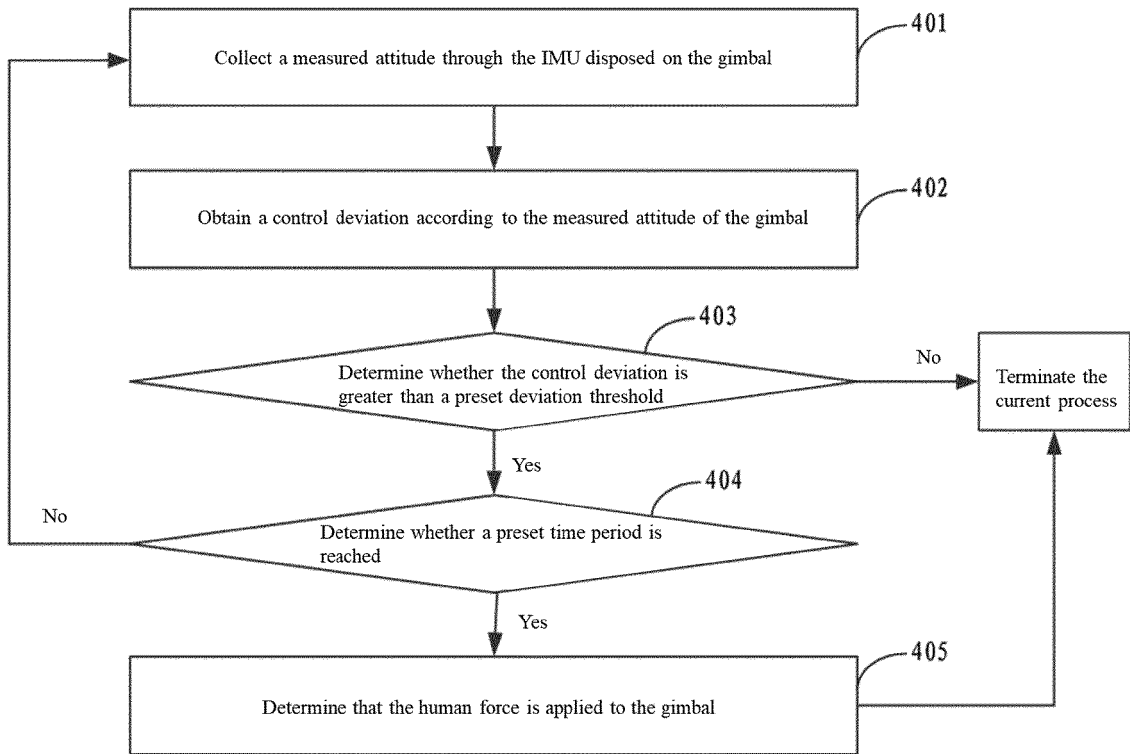 401
Collect a measured attitude through the IMU disposed on the gimbal
402
Obtain a control deviation according to the measured attitude of the gimbal
403
Determine whether the control deviation is
greater than a preset deviation threshold
No
Terminate the
current process
Yes
404
No
Determine whether a preset time period is
reached
Yes
405
Determine that the human force is applied to the gimbal